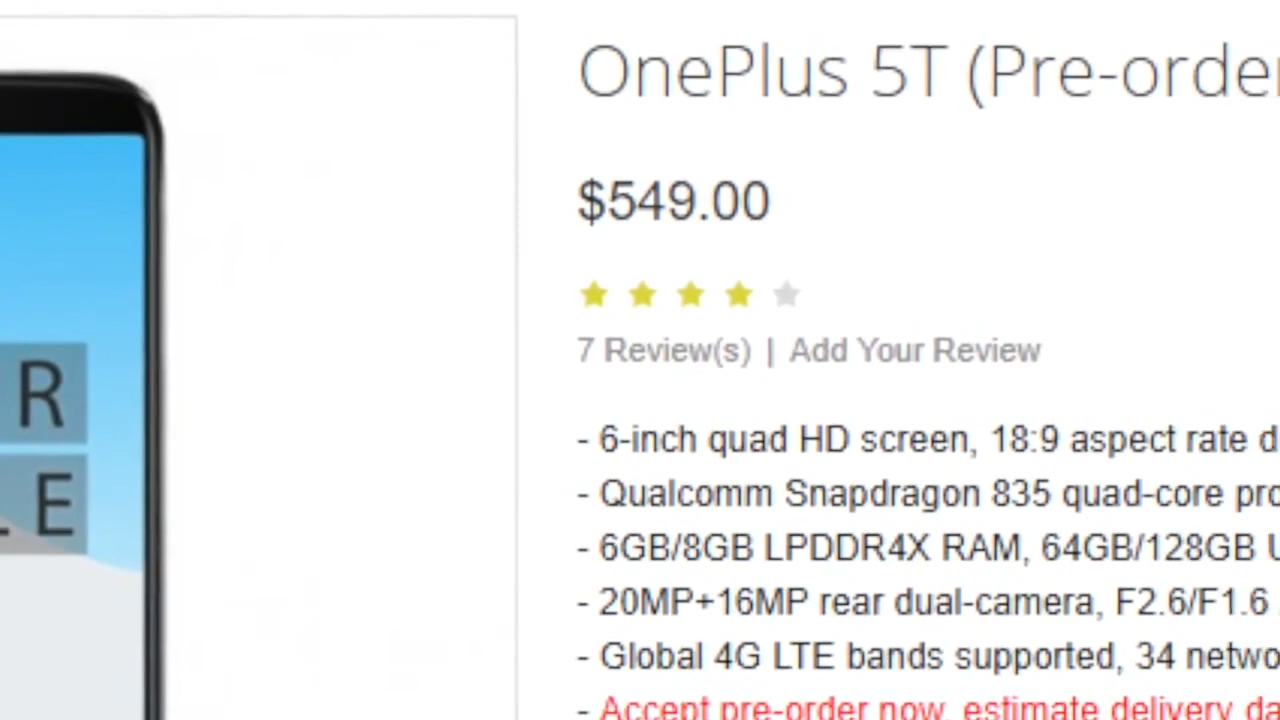 OnePlus 5T (Pre-order
$549.00
7 Review(s) | Add Your Review
R
- 6-inch quad HD screen, 18:9 aspect rate
- Qualcomm Snapdragon 835 quad-core
E
- 6GB/8GB LPDDR4X RAM, 64GB/128GB
- 20MP+16MP rear dual-camera, F2.6/F1.6
- Global 4G LTE bands supported, 34
- Accept pre-order now, estimate delivery